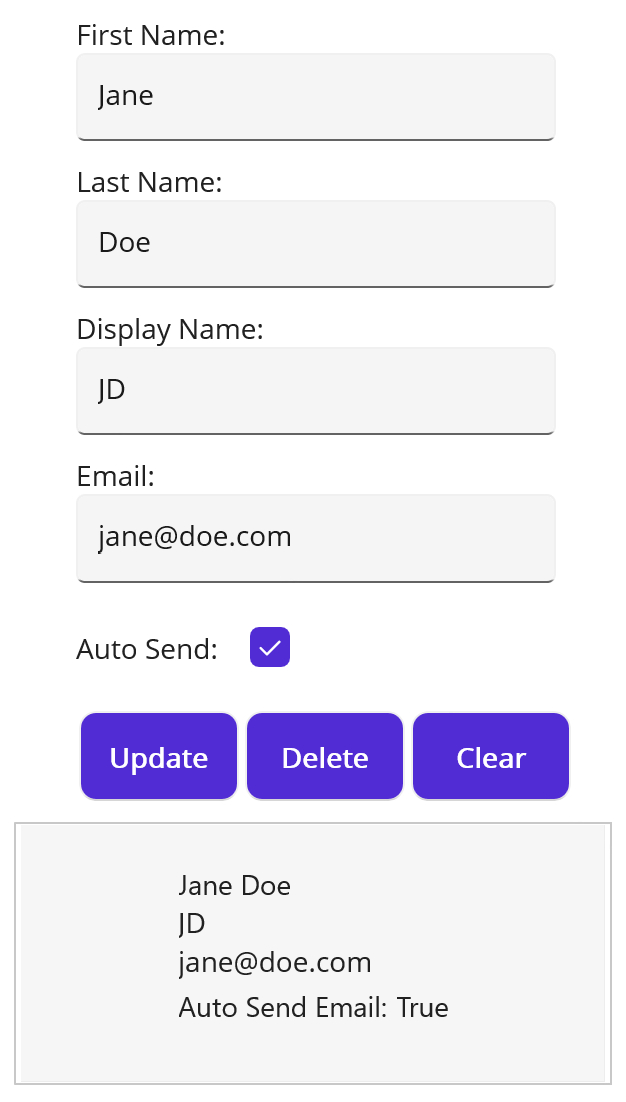 First Name:
Jane
Last Name:
Doe
Display Name:
JD
Email:
jane@doe.com
Auto Send:
Update Delete Clear
Jane Doe
JD
jane@doe.com
Auto Send Email: True